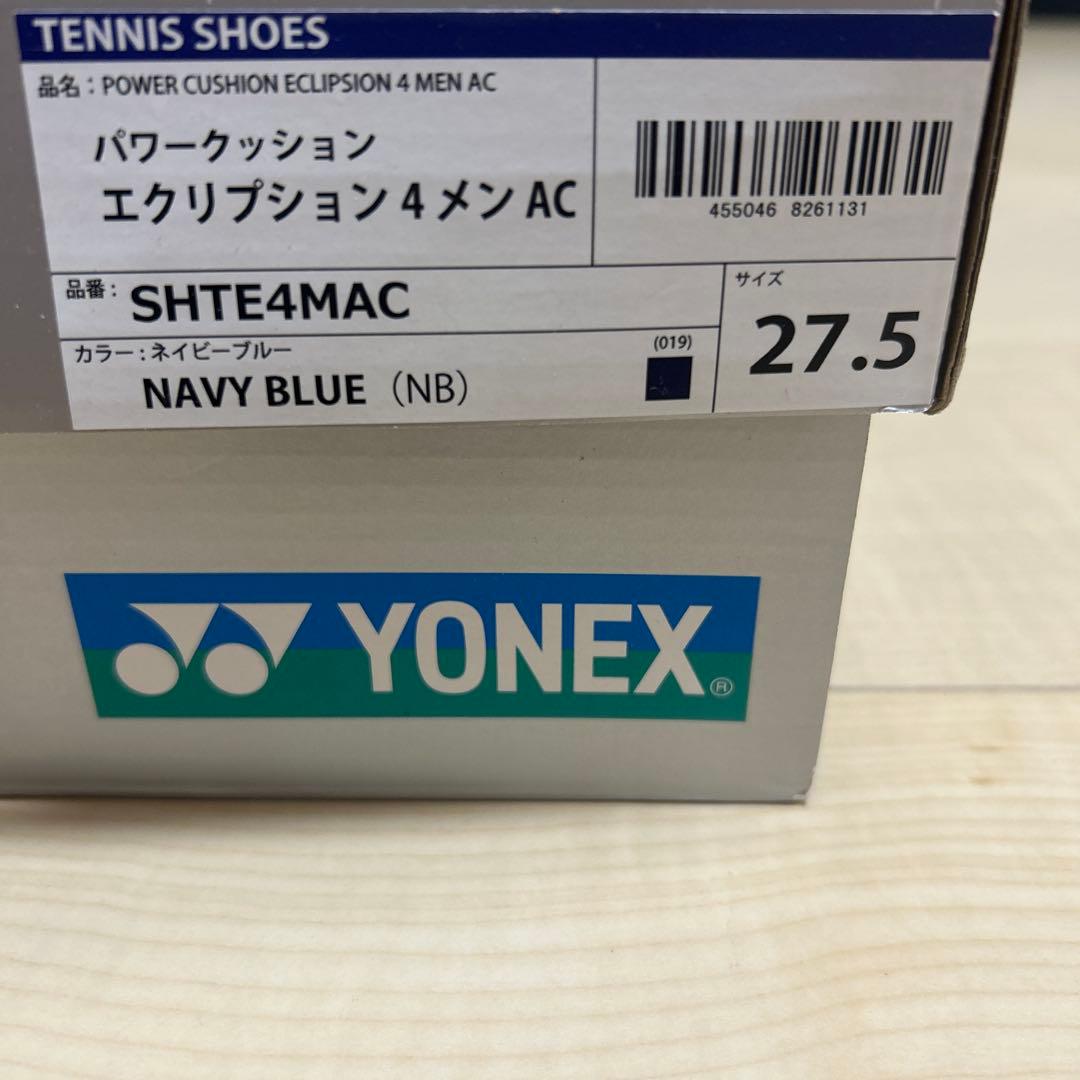 TENNIS SHOES
品名：POWER CUSHION ECLIPSION 4 MEN AC
パワークッション
エクリプション 4 メン AC
455046 8261131
品番：SHTE4MAC
サイズ
27.5
カラー：ネイビーブルー
(019)
NAVY BLUE（NB）
YONEX®